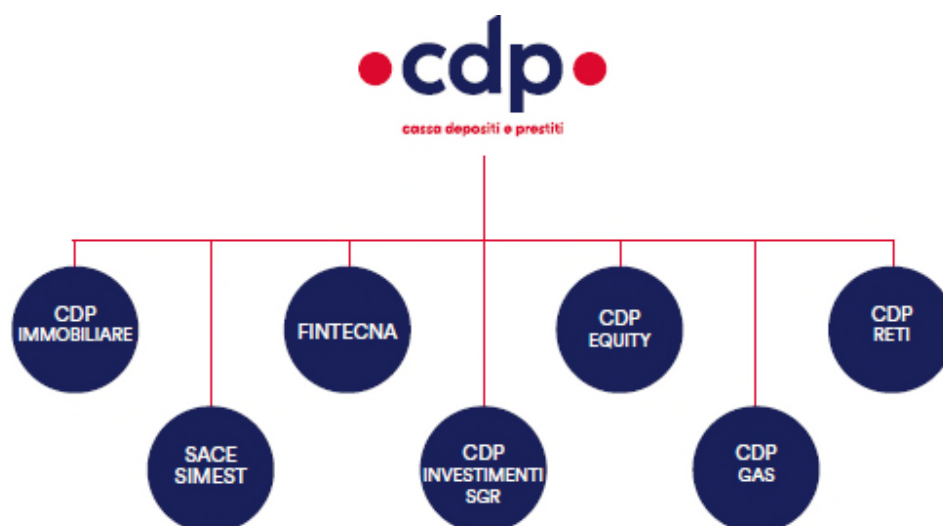 cdp
cassa depositi e prestiti
CDP
IMMOBILIARE
FINTECNA
CDP
EQUITY
CDP
RETI
SACE
SIMEST
CDP
INVESTIMENTI
SGR
CDP
GAS